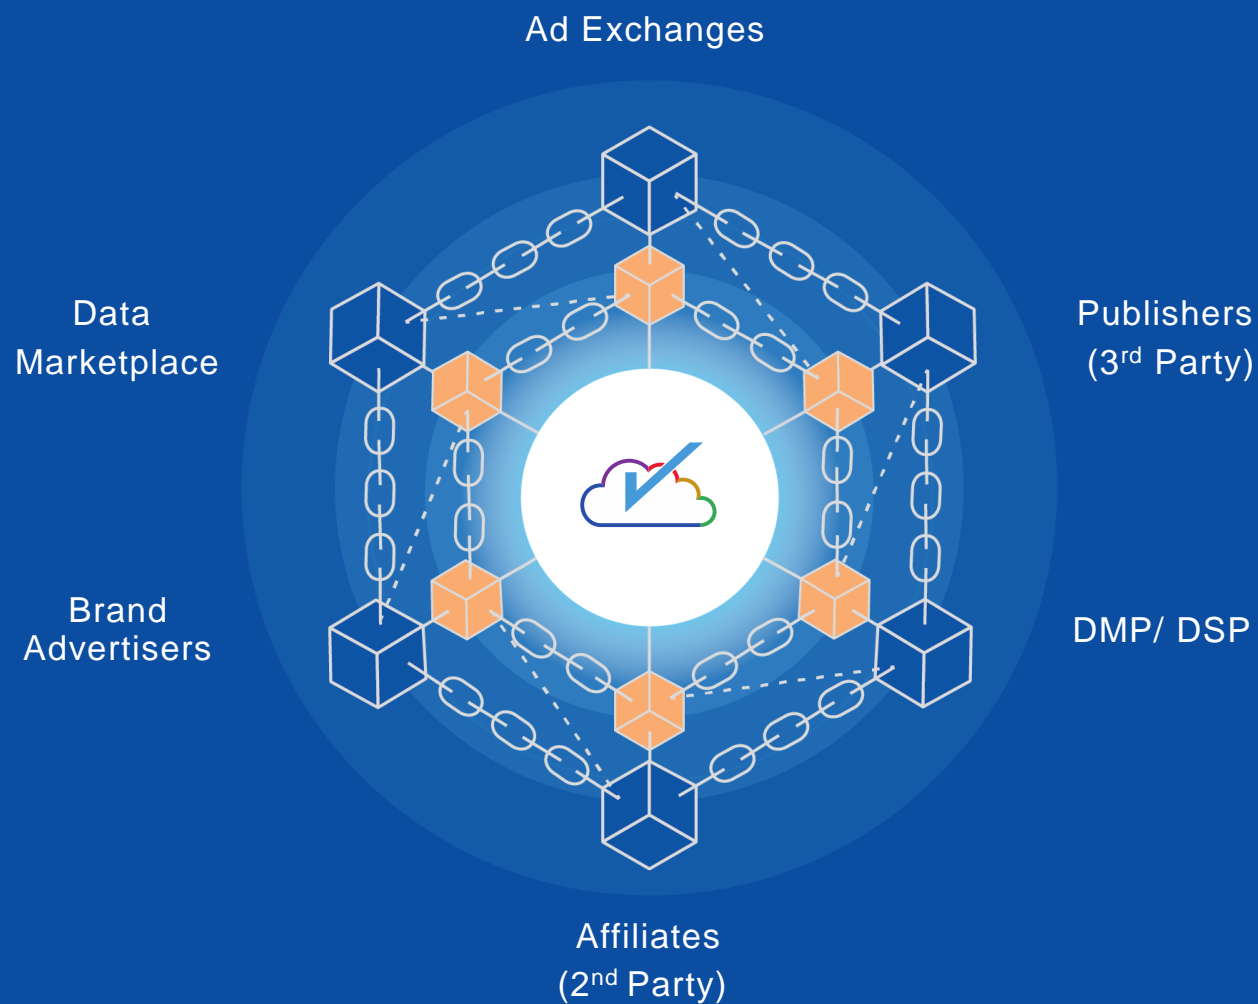 Ad Exchanges
Data
Marketplace
Publishers
(3rd Party)
Brand
Advertisers
DMP/ DSP
Affiliates
(2nd Party)